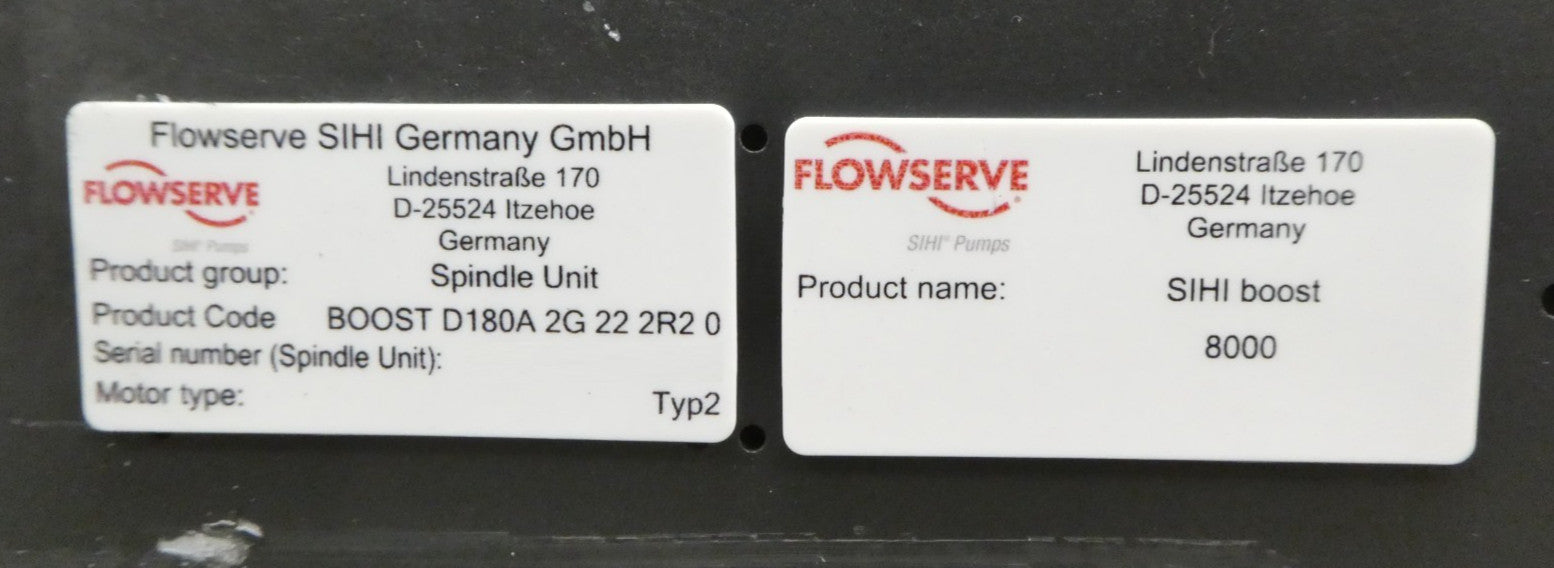 Flowserve SIHI Germany GmbH
FLOWSERVE
Lindenstraße 170
D-25524 Itzehoe
Germany
SIHI® Pumps
Product group: Spindle Unit
Product Code BOOST D180A 2G 22 2R2 0
Serial number (Spindle Unit):
Motor type: Typ2
FLOWSERVE
Lindenstraße 170
D-25524 Itzehoe
Germany
SIHI® Pumps
Product name: SIHI boost
8000